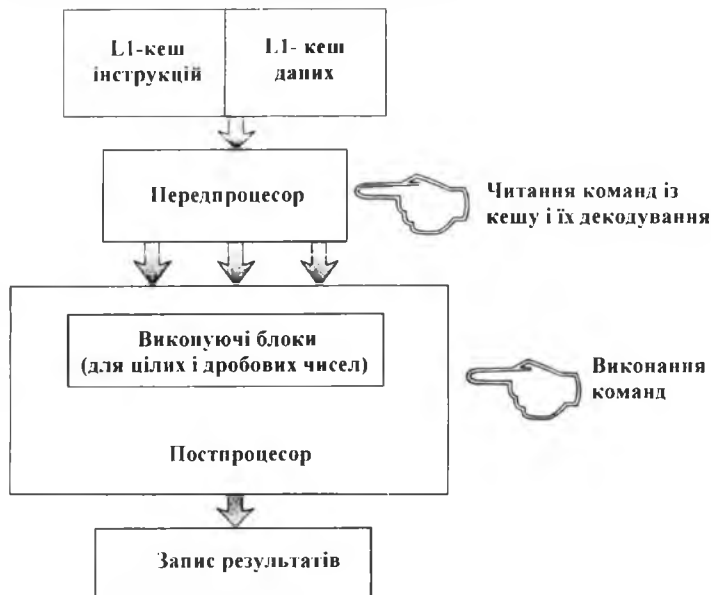 L1-кеш
інструкцій
L1- кеш
даних
Передпроцесор
Читання команд із
кешу і їх декодування
Виконуючі блоки
(для цілих і дробових чисел)
Виконання
команд
Постпроцесор
Запис результатів